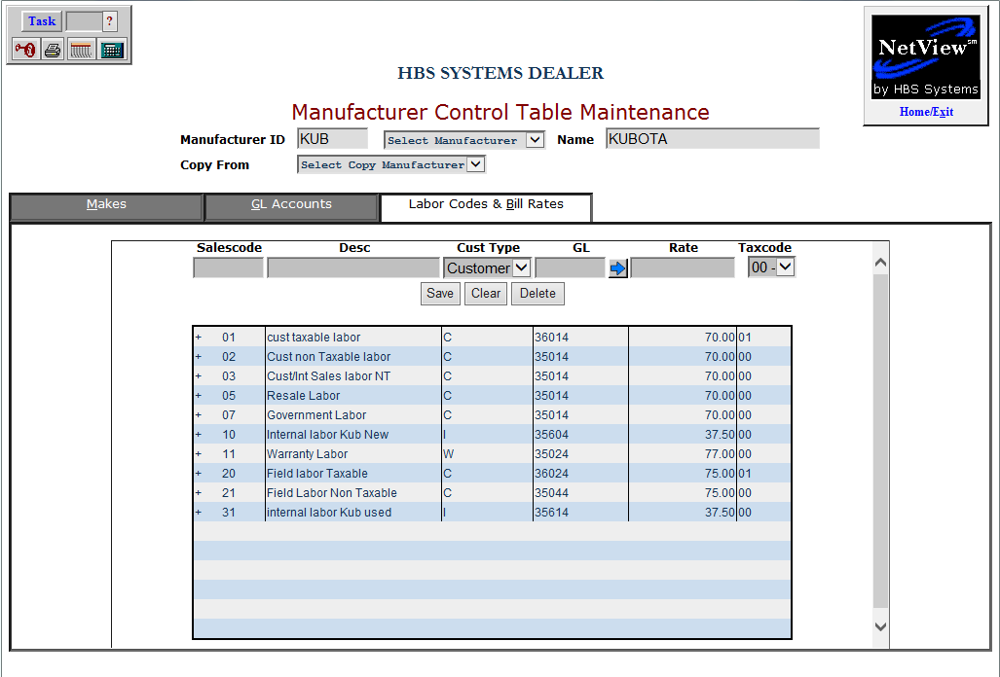 Task ?
NetView℠
by HBS Systems
Home/Exit
HBS SYSTEMS DEALER
Manufacturer Control Table Maintenance
Manufacturer ID KUB Select Manufacturer Name KUBOTA
Copy From Select Copy Manufacturer
Makes GL Accounts Labor Codes & Bill Rates
Salescode Desc Cust Type GL Rate Taxcode
Customer 00 -
Save Clear Delete
+ 01 cust taxable labor C 36014 70.00 01
+ 02 Cust non Taxable labor C 35014 70.00 00
+ 03 Cust/Int Sales labor NT C 35014 70.00 00
+ 05 Resale Labor C 35014 70.00 00
+ 07 Government Labor C 35014 70.00 00
+ 10 Internal labor Kub New I 35604 37.50 00
+ 11 Warranty Labor W 35024 77.00 00
+ 20 Field labor Taxable C 36024 75.00 01
+ 21 Field Labor Non Taxable C 35044 75.00 00
+ 31 internal labor Kub used I 35614 37.50 00